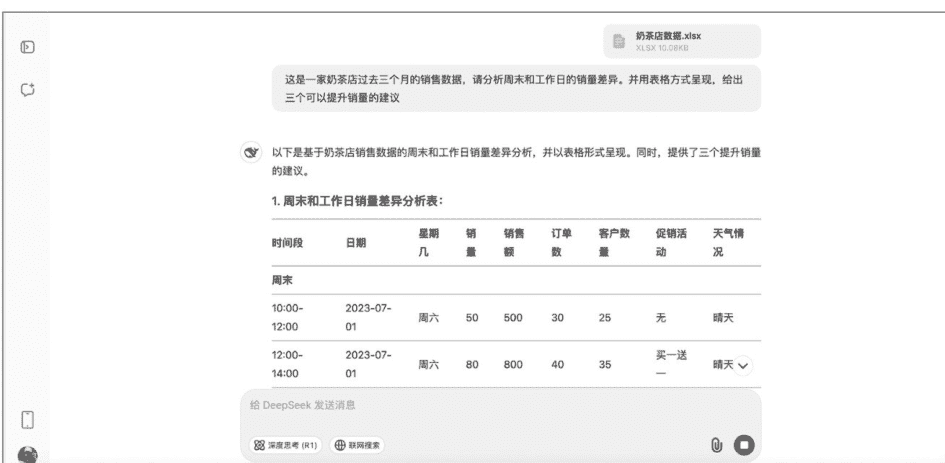 奶茶店数据.xlsx
XLSX 10.08KB
这是一家奶茶店过去三个月的销售数据，请分析周末和工作日的销量差异。并用表格方式呈现，给出
三个可以提升销量的建议
以下是基于奶茶店销售数据的周末和工作日销量差异分析，并以表格形式呈现。同时，提供了三个提升销量
的建议。
1. 周末和工作日销量差异分析表：
时间段 日期 星期几 销量 销售额 订单数 客户数量 促销活动 天气情况
周末
10:00-12:00 2023-07-01 周六 50 500 30 25 无 晴天
12:00-14:00 2023-07-01 周六 80 800 40 35 买一送一 晴天
给 DeepSeek 发送消息
深度思考 (R1) 联网搜索